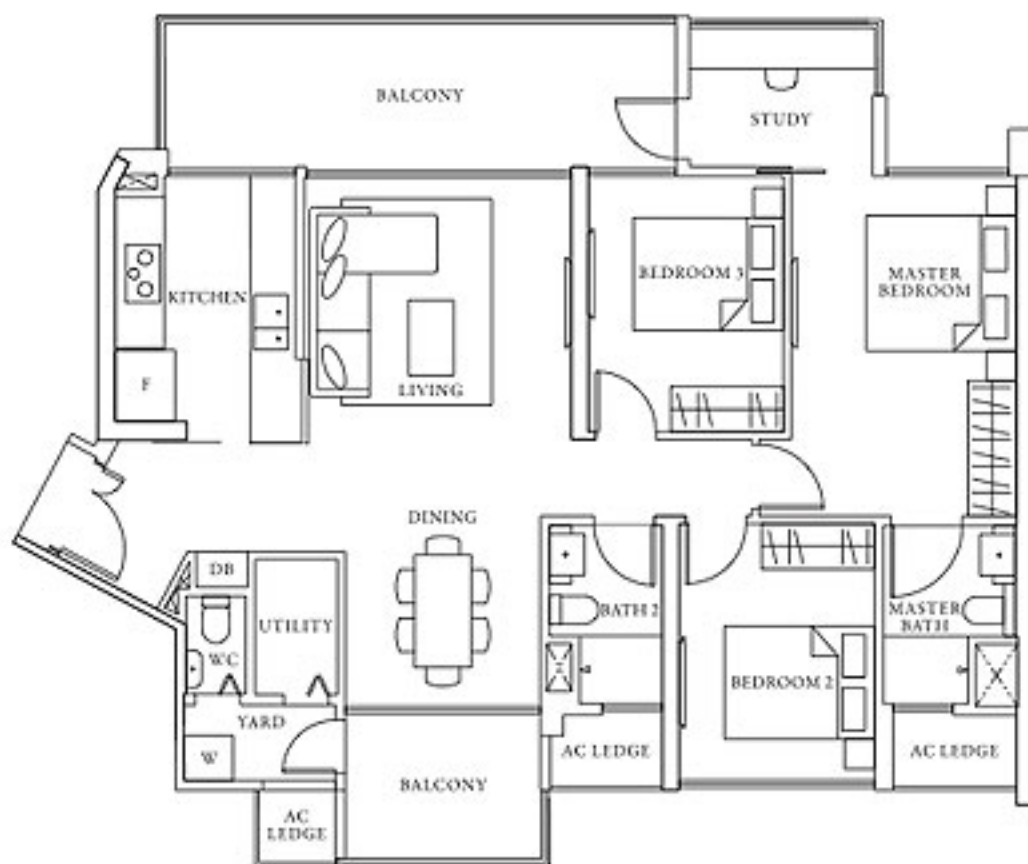 BALCONY
STUDY
KITCHEN
BEDROOM 3
MASTER
BEDROOM
F
LIVING
DINING
DB
UTILITY
BATH 2
MASTER
BATH
WC
BEDROOM 2
YARD
W
AC LEDGE
AC LEDGE
BALCONY
AC
LEDGE